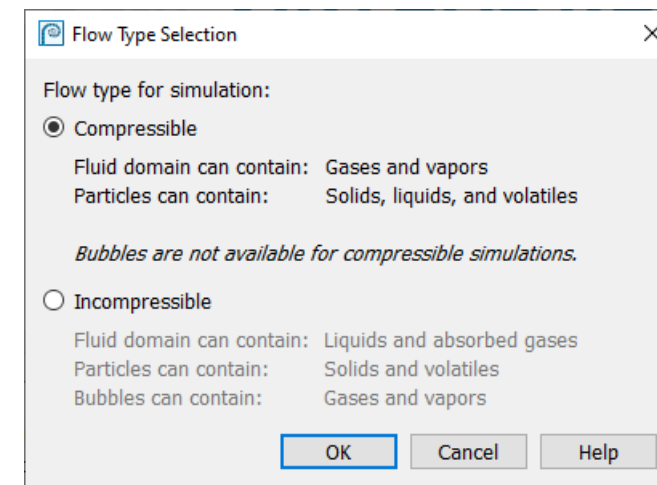 Flow Type Selection
Flow type for simulation:
Compressible
Fluid domain can contain: Gases and vapors
Particles can contain: Solids, liquids, and volatiles
Bubbles are not available for compressible simulations.
Incompressible
Fluid domain can contain: Liquids and absorbed gases
Particles can contain: Solids and volatiles
Bubbles can contain: Gases and vapors
OK Cancel Help